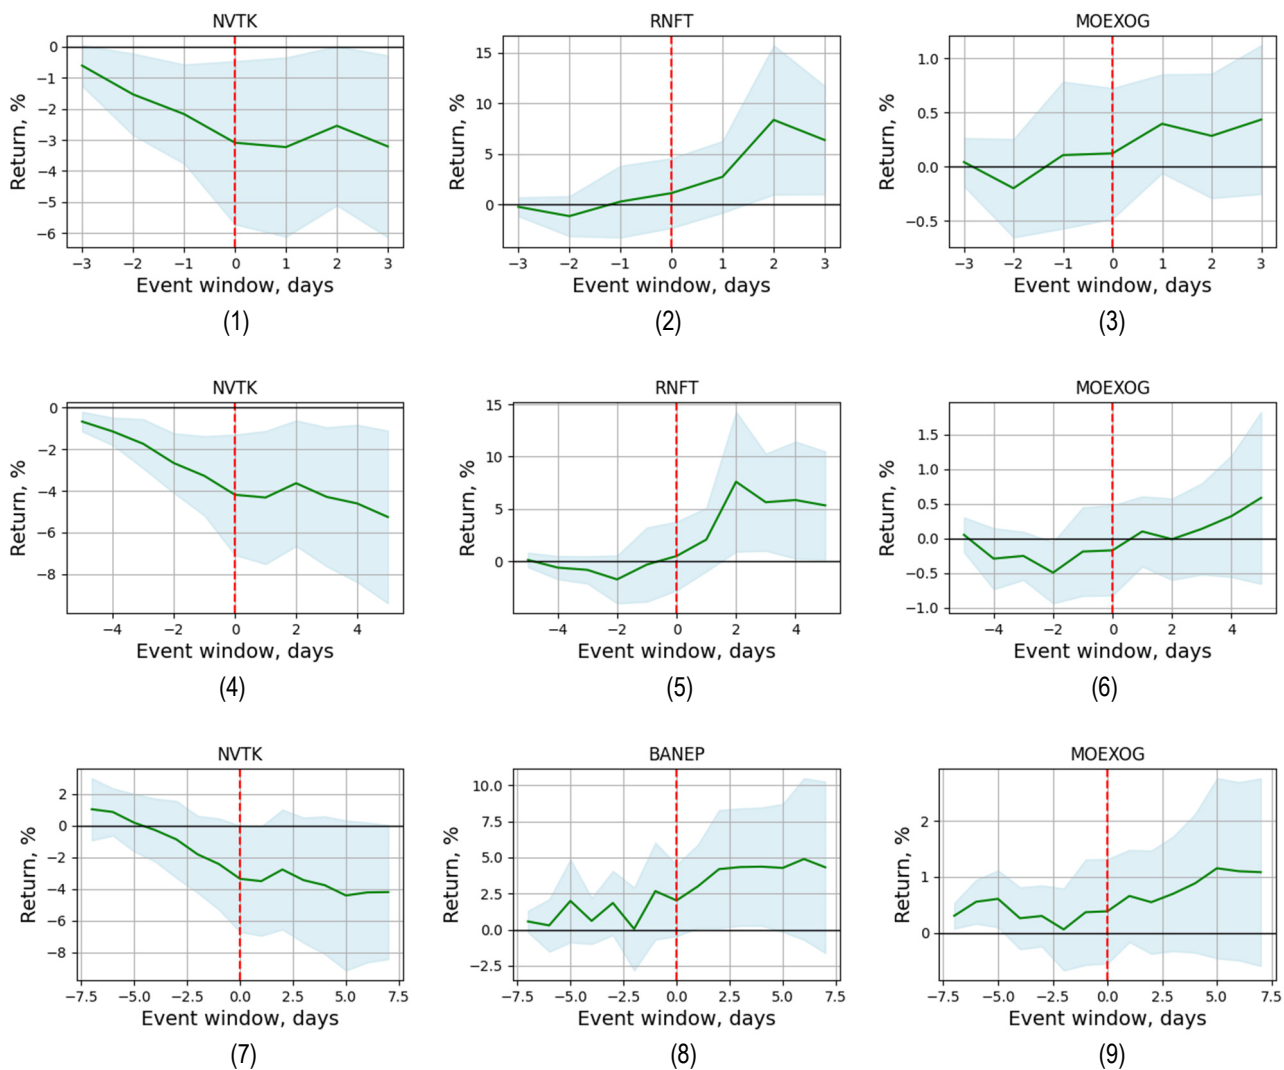 NVTK
Return, %
0
−1
−2
−3
−4
−5
−6
−3 −2 −1 0 1 2 3
Event window, days
(1)
RNFT
Return, %
15
10
5
0
−3 −2 −1 0 1 2 3
Event window, days
(2)
MOEXOG
Return, %
1.0
0.5
0.0
−0.5
−3 −2 −1 0 1 2 3
Event window, days
(3)
NVTK
Return, %
0
−2
−4
−6
−8
−4 −2 0 2 4
Event window, days
(4)
RNFT
Return, %
15
10
5
0
−4 −2 0 2 4
Event window, days
(5)
MOEXOG
Return, %
1.5
1.0
0.5
0.0
−0.5
−1.0
−4 −2 0 2 4
Event window, days
(6)
NVTK
Return, %
2
0
−2
−4
−6
−8
−7.5 −5.0 −2.5 0.0 2.5 5.0 7.5
Event window, days
(7)
BANEP
Return, %
10.0
7.5
5.0
2.5
0.0
−2.5
−7.5 −5.0 −2.5 0.0 2.5 5.0 7.5
Event window, days
(8)
MOEXOG
Return, %
2
1
0
−7.5 −5.0 −2.5 0.0 2.5 5.0 7.5
Event window, days
(9)